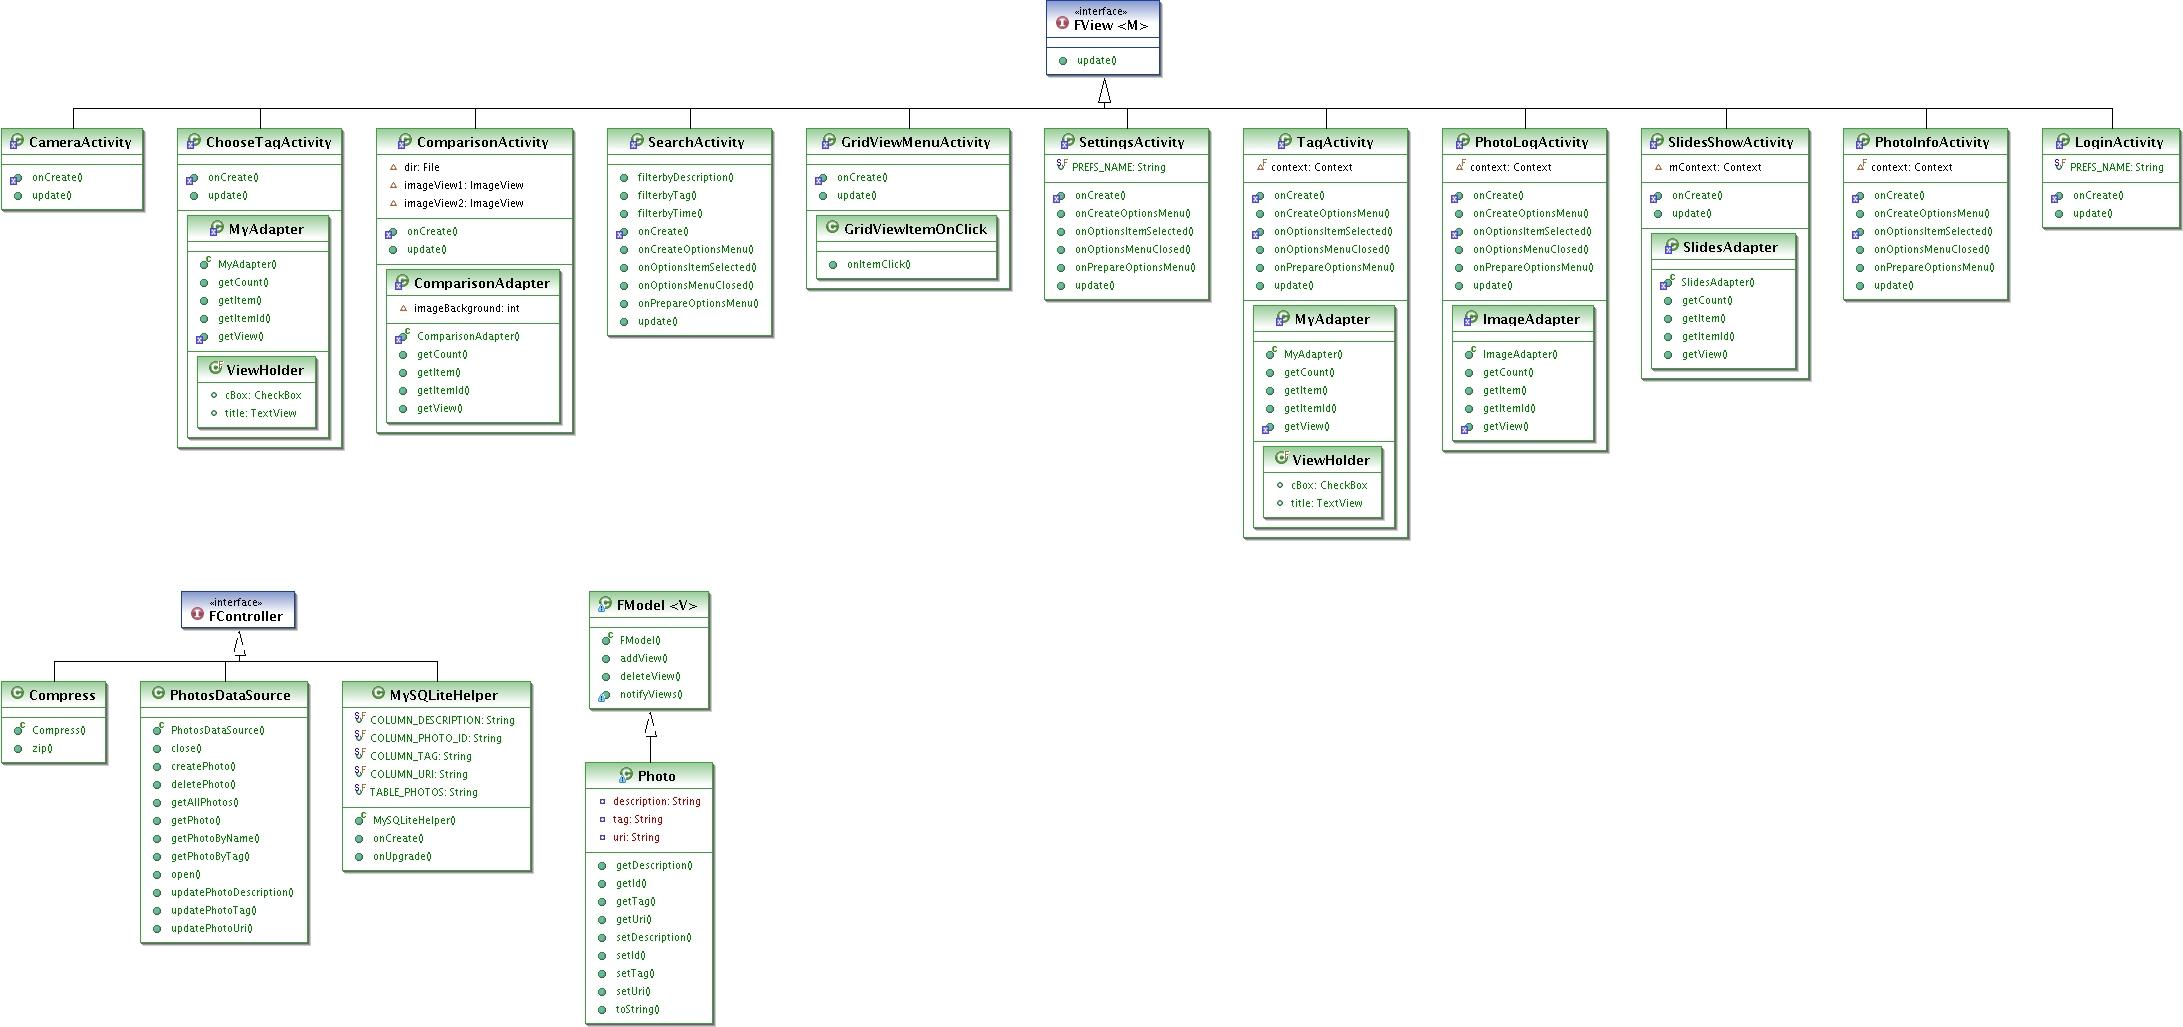 «interface»
FView <M>
update()
CameraActivity
onCreate()
update()
ChooseTagActivity
onCreate()
update()
MyAdapter
MyAdapter()
getCount()
getItem()
getItemId()
getView()
ViewHolder
cBox: CheckBox
title: TextView
ComparisonActivity
dir: File
imageView1: ImageView
imageView2: ImageView
onCreate()
update()
ComparisonAdapter
imageBackground: int
ComparisonAdapter()
getCount()
getItem()
getItemId()
getView()
SearchActivity
filterbyDescription()
filterbyTag()
filterbyTime()
onCreate()
onCreateOptionsMenu()
onOptionsItemSelected()
onOptionsMenuClosed()
onPrepareOptionsMenu()
update()
GridViewMenuActivity
onCreate()
update()
GridViewItemOnClick
onItemClick()
SettingsActivity
PREFS_NAME: String
onCreate()
onCreateOptionsMenu()
onOptionsItemSelected()
onOptionsMenuClosed()
onPrepareOptionsMenu()
update()
TagActivity
context: Context
onCreate()
onCreateOptionsMenu()
onOptionsItemSelected()
onOptionsMenuClosed()
onPrepareOptionsMenu()
update()
MyAdapter
MyAdapter()
getCount()
getItem()
getItemId()
getView()
ViewHolder
cBox: CheckBox
title: TextView
PhotoLogActivity
context: Context
onCreate()
onCreateOptionsMenu()
onOptionsItemSelected()
onOptionsMenuClosed()
onPrepareOptionsMenu()
update()
ImageAdapter
ImageAdapter()
getCount()
getItem()
getItemId()
getView()
SlidesShowActivity
mContext: Context
onCreate()
update()
SlidesAdapter
SlidesAdapter()
getCount()
getItem()
getItemId()
getView()
PhotoInfoActivity
context: Context
onCreate()
onCreateOptionsMenu()
onOptionsItemSelected()
onOptionsMenuClosed()
onPrepareOptionsMenu()
update()
LoginActivity
PREFS_NAME: String
onCreate()
update()
«interface»
FController
Compress
Compress()
zip()
PhotosDataSource
PhotosDataSource()
close()
createPhoto()
deletePhoto()
getAllPhotos()
getPhoto()
getPhotoByName()
getPhotoByTag()
open()
updatePhotoDescription()
updatePhotoTag()
updatePhotoUri()
MySQLiteHelper
COLUMN_DESCRIPTION: String
COLUMN_PHOTO_ID: String
COLUMN_TAG: String
COLUMN_URI: String
TABLE_PHOTOS: String
MySQLiteHelper()
onCreate()
onUpgrade()
FModel <V>
FModel()
addView()
deleteView()
notifyViews()
Photo
description: String
tag: String
uri: String
getDescription()
getId()
getTag()
getUri()
setDescription()
setId()
setTag()
setUri()
toString()